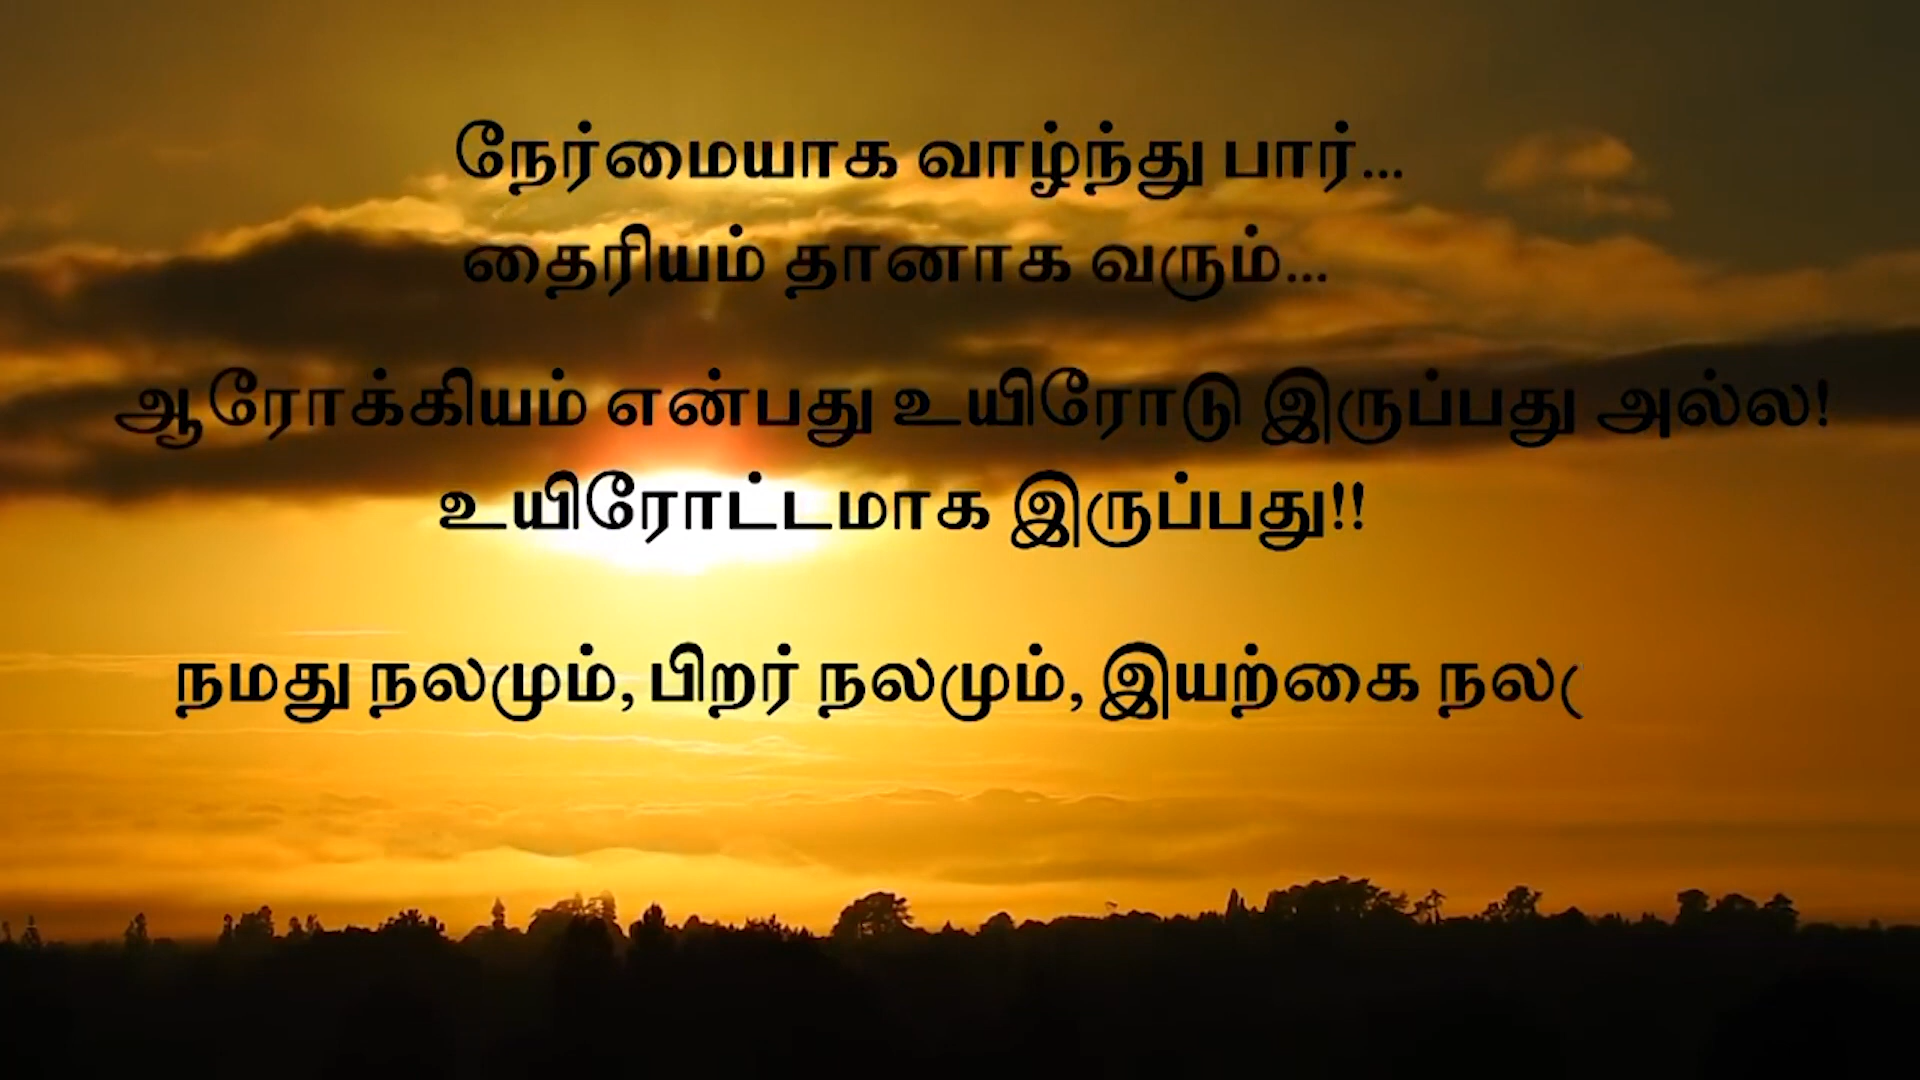 நேர்மையாக வாழ்ந்து பார்...
தைரியம் தானாக வரும்...
ஆரோக்கியம் என்பது உயிரோடு இருப்பது அல்ல!
உயிரோட்டமாக இருப்பது!!
நமது நலமும், பிறர் நலமும், இயற்கை நல